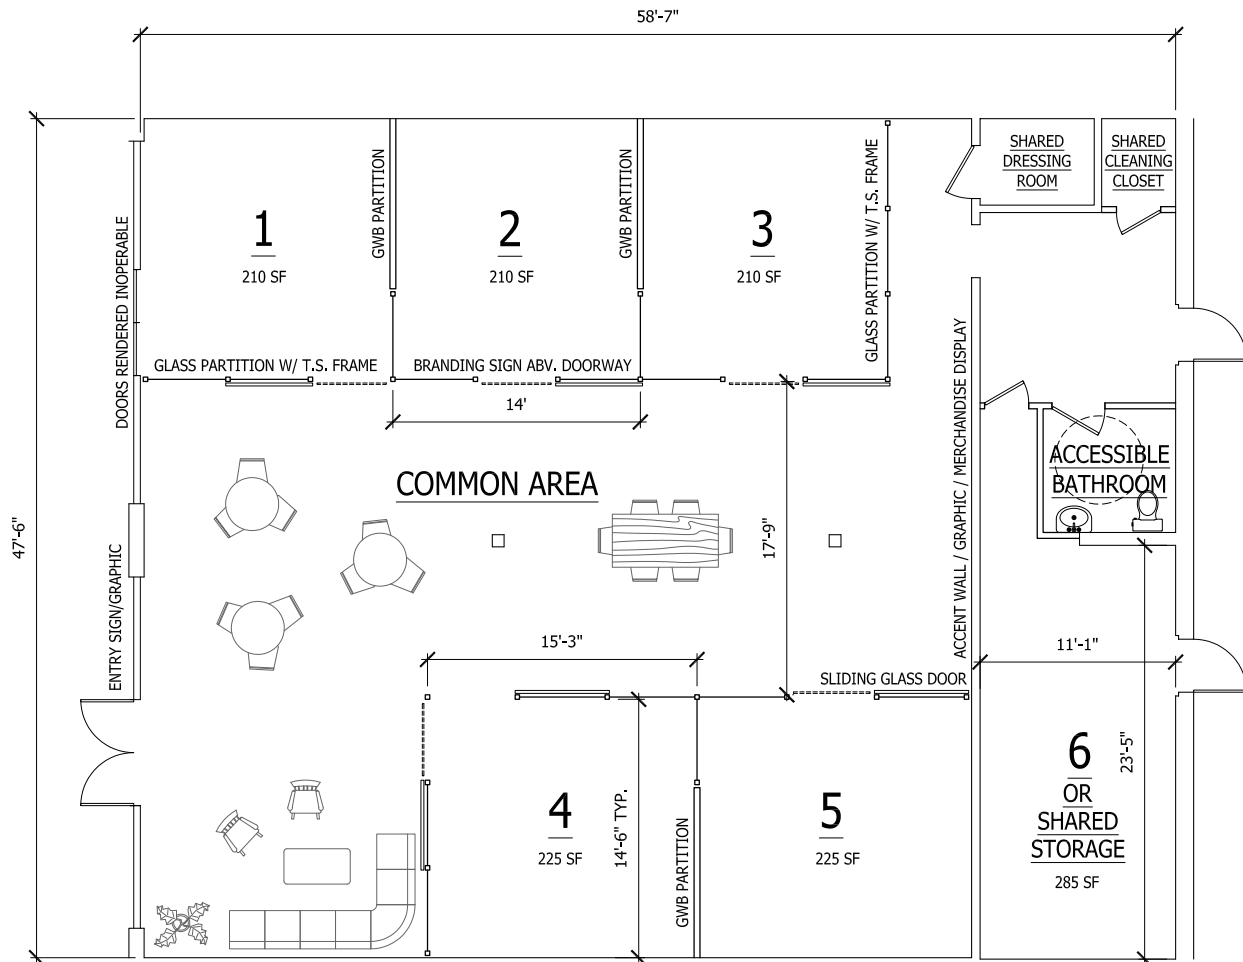 58'-7"
SHARED
DRESSING
ROOM
SHARED
CLEANING
CLOSET
1
210 SF
GWB PARTITION
2
210 SF
GWB PARTITION
3
210 SF
GLASS PARTITION W/ T.S. FRAME
DOORS RENDERED INOPERABLE
GLASS PARTITION W/ T.S. FRAME
BRANDING SIGN ABV. DOORWAY
14'
COMMON AREA
ACCESSIBLE
BATHROOM
47'-6"
17'-9"
ACCENT WALL / GRAPHIC / MERCHANDISE DISPLAY
ENTRY SIGN/GRAPHIC
15'-3"
11'-1"
SLIDING GLASS DOOR
4
225 SF
14'-6" TYP.
GWB PARTITION
5
225 SF
6
OR
SHARED
STORAGE
285 SF
23'-5"